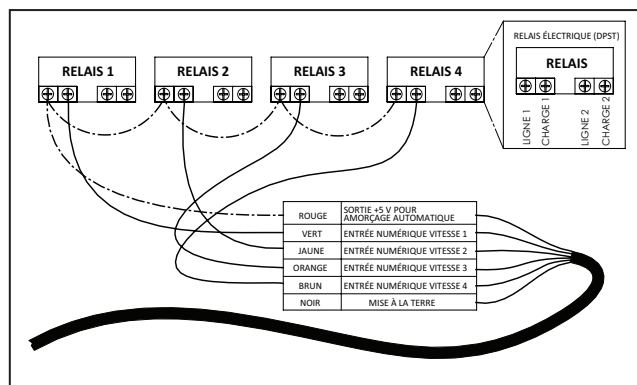 RELAIS 1
RELAIS 2
RELAIS 3
RELAIS 4
RELAIS ÉLECTRIQUE (DPST)
RELAIS
LIGNE 1
CHARGE 1
LIGNE 2
CHARGE 2
ROUGE SORTIE +5 V POUR
AMORÇAGE AUTOMATIQUE
VERT ENTRÉE NUMÉRIQUE VITESSE 1
JAUNE ENTRÉE NUMÉRIQUE VITESSE 2
ORANGE ENTRÉE NUMÉRIQUE VITESSE 3
BRUN ENTRÉE NUMÉRIQUE VITESSE 4
NOIR MISE À LA TERRE